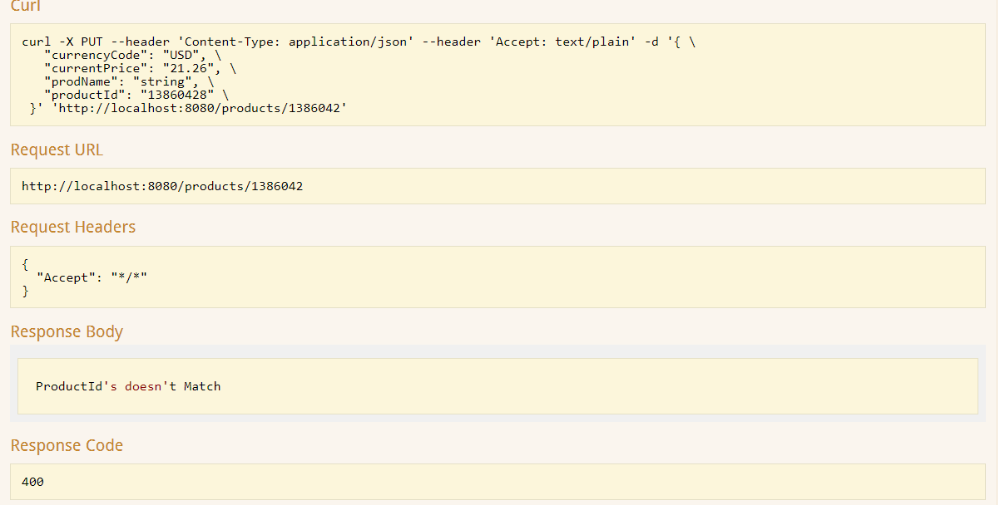 Curl
curl -X PUT --header 'Content-Type: application/json' --header 'Accept: text/plain' -d '{ \
"currencyCode": "USD", \
"currentPrice": "21.26", \
"prodName": "string", \
"productId": "13860428" \
}' 'http://localhost:8080/products/1386042'
Request URL
http://localhost:8080/products/1386042
Request Headers
{
"Accept": "*/*"
}
Response Body
ProductId's doesn't Match
Response Code
400